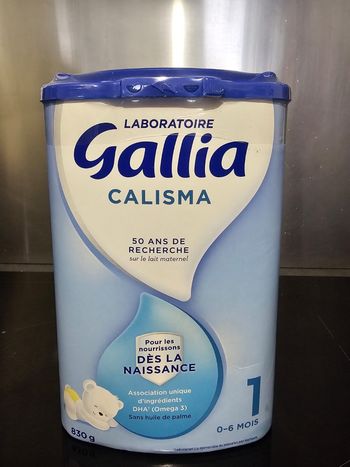 LABORATOIRE
Gallia
CALISMA
50 ANS DE
RECHERCHE
sur le lait maternel
Pour les
nourrissons
DÈS LA
NAISSANCE
Association unique
d'ingrédients
DHA¹ (Omega 3)
Sans huile de palme
1
0-6 MOIS
830g